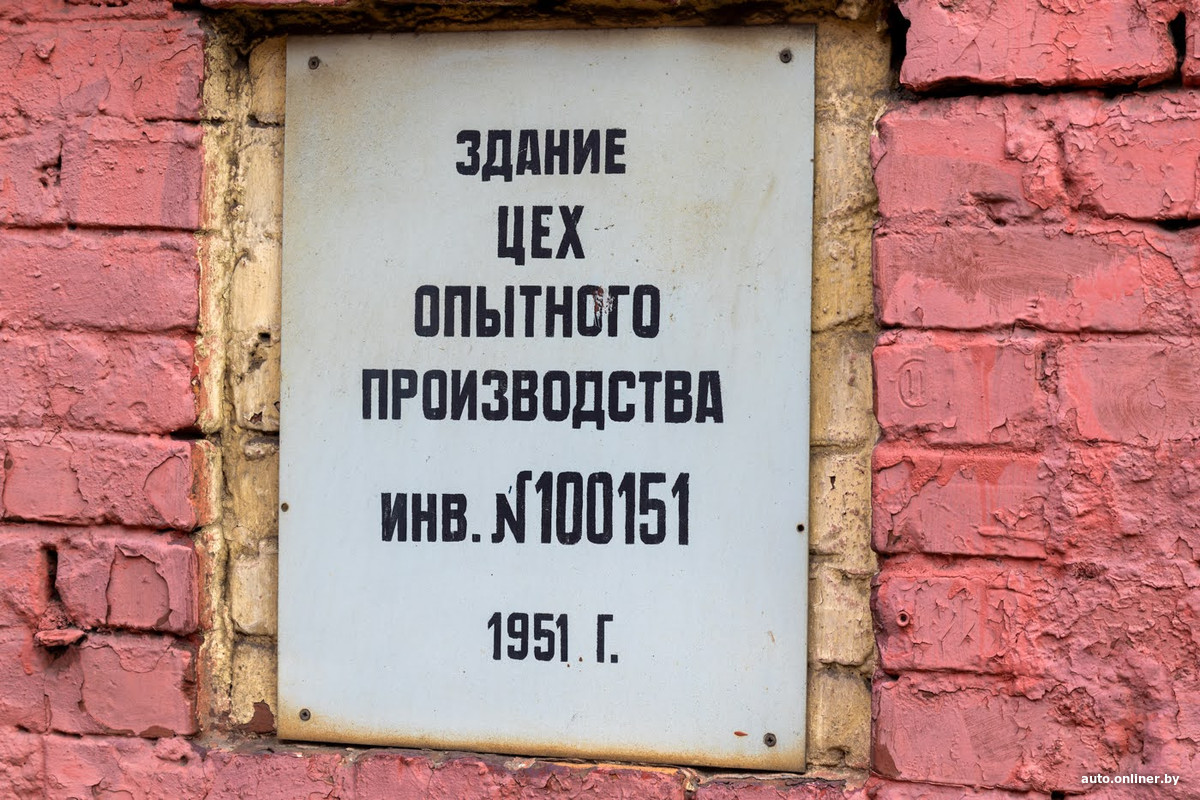 ЗДАНИЕ
ЦЕХ
ОПЫТНОГО
ПРОИЗВОДСТВА
ИНВ. №100151
1951 Г.
auto.onliner.by